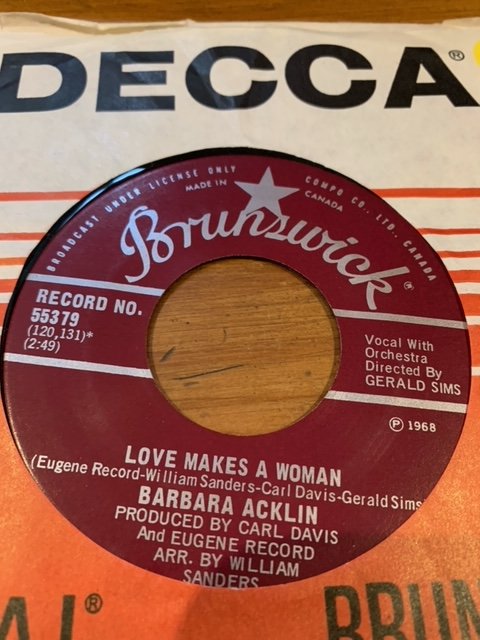 DECCA®
BROADCAST UNDER LICENSE ONLY COMPO CO., LTD., CANADA
MADE IN CANADA
Brunswick®
RECORD NO.
55379
(120,131)*
(2:49)
Vocal With
Orchestra
Directed By
GERALD SIMS
Ⓟ 1968
LOVE MAKES A WOMAN
(Eugene Record-William Sanders-Carl Davis-Gerald Sims
BARBARA ACKLIN
PRODUCED BY CARL DAVIS
And EUGENE RECORD
ARR. BY WILLIAM
SANDERS
®